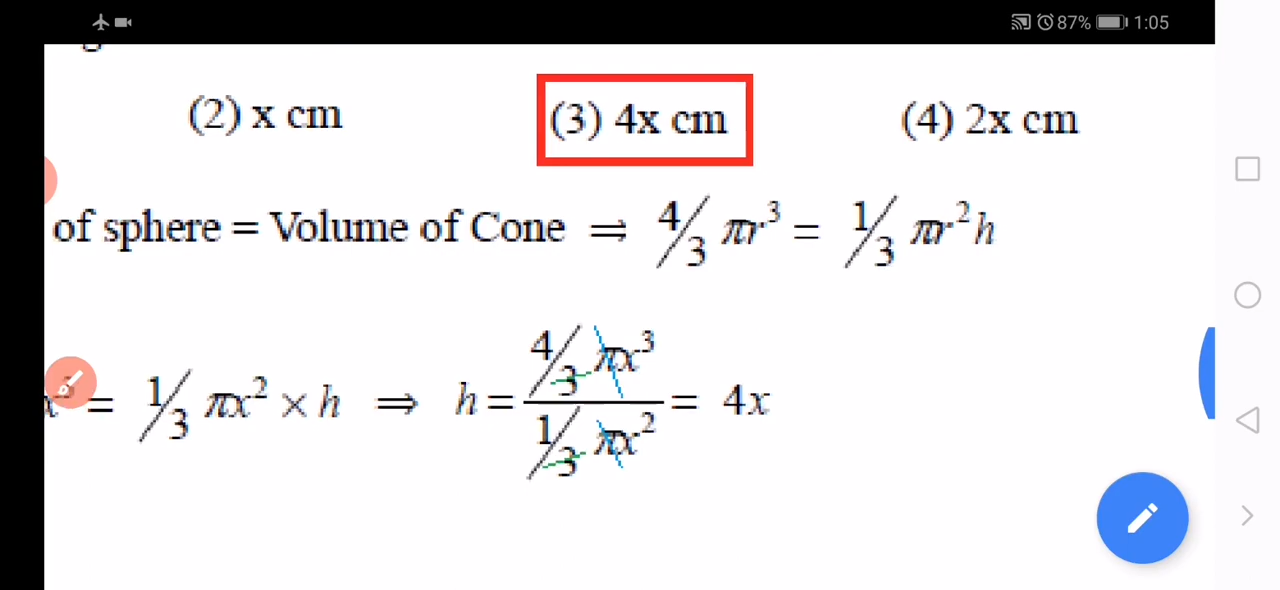 87% 1:05
(2) x cm (3) 4x cm (4) 2x cm
of sphere = Volume of Cone ⇒ 4/3 πr³ = 1/3 πr²h
= 1/3 πx² × h ⇒ h = (4/3 πx³)/(1/3 πx²) = 4x